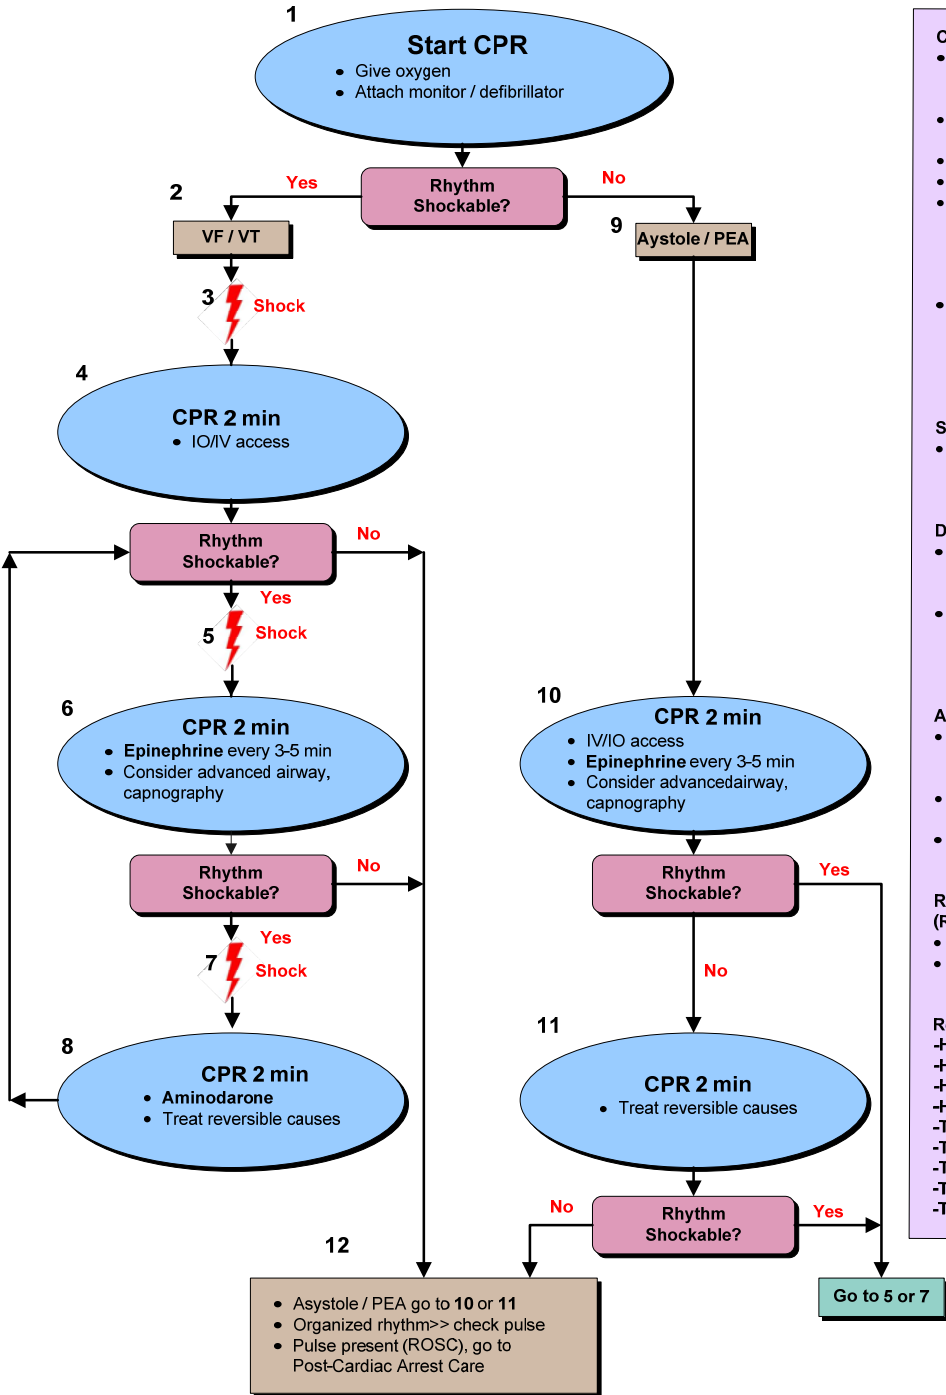 1
Start CPR
• Give oxygen
• Attach monitor / defibrillator
Rhythm
Shockable?
Yes
No
2
VF / VT
9
Aystole / PEA
3
Shock
4
CPR 2 min
• IO/IV access
Rhythm
Shockable?
No
Yes
5
Shock
6
CPR 2 min
• Epinephrine every 3-5 min
• Consider advanced airway,
capnography
10
CPR 2 min
• IV/IO access
• Epinephrine every 3-5 min
• Consider advancedairway,
capnography
Rhythm
Shockable?
No
Yes
7
Shock
Rhythm
Shockable?
Yes
No
8
CPR 2 min
• Aminodarone
• Treat reversible causes
11
CPR 2 min
• Treat reversible causes
Rhythm
Shockable?
No
Yes
12
• Asystole / PEA go to 10 or 11
• Organized rhythm>> check pulse
• Pulse present (ROSC), go to
Post-Cardiac Arrest Care
Go to 5 or 7
C
S
D
A
R
(R
R
-H
-H
-H
-H
-T
-T
-T
-T
-T